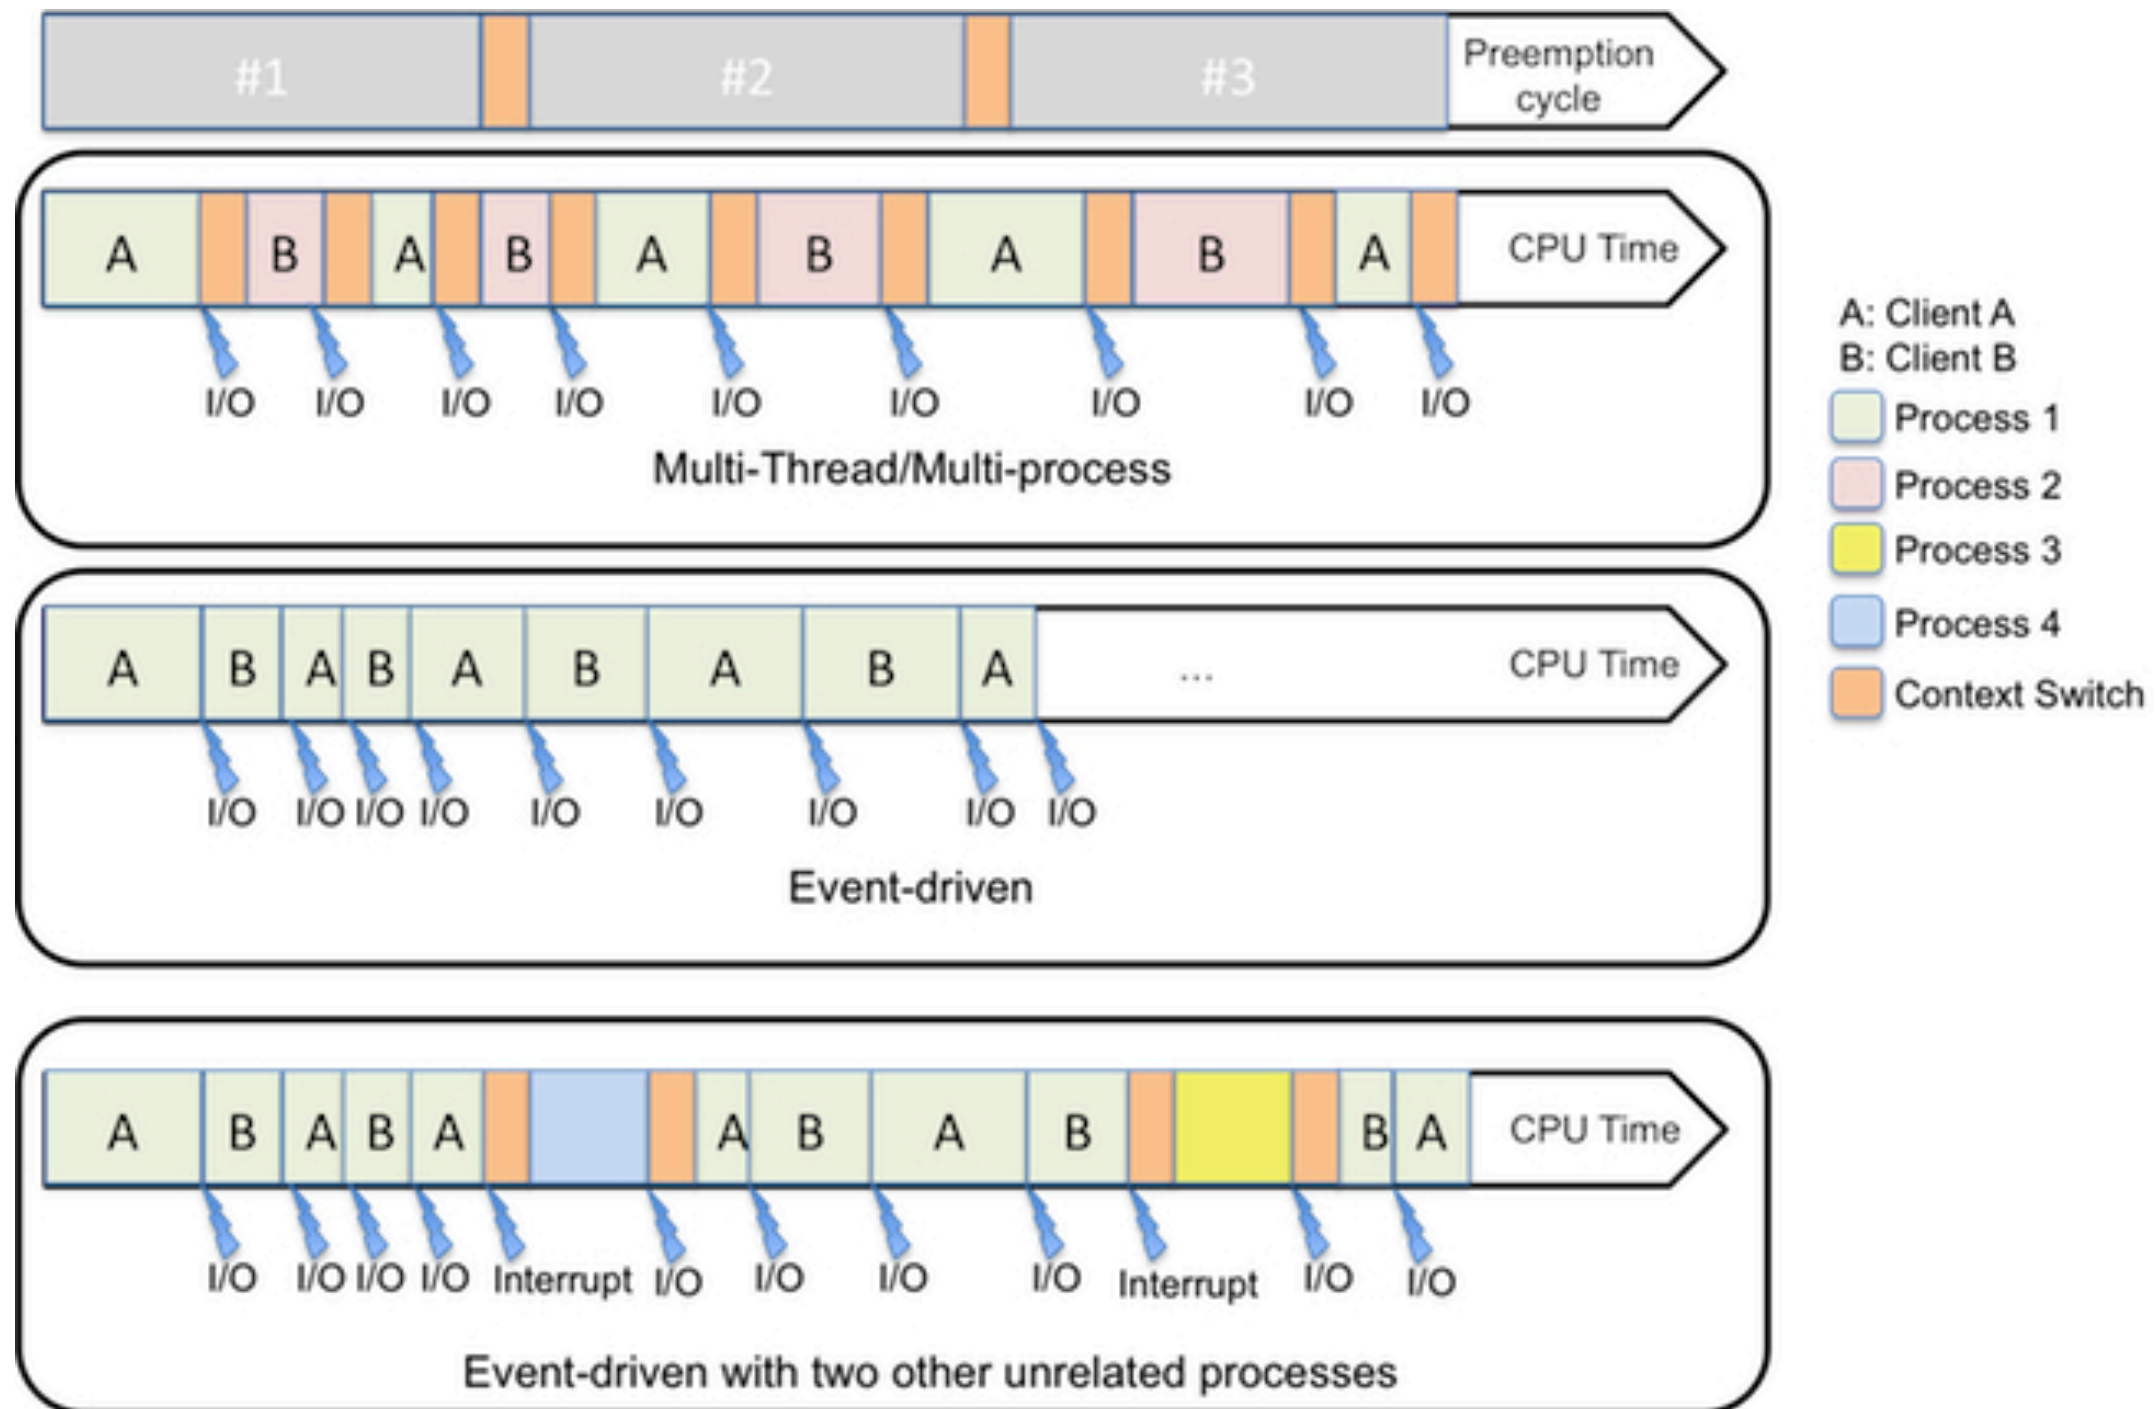 #1 #2 #3 Preemption
cycle
A B A B A B A B A CPU Time
I/O I/O I/O I/O I/O I/O I/O I/O I/O
Multi-Thread/Multi-process
A B A B A B A B A ... CPU Time
I/O I/O I/O I/O I/O I/O I/O I/O I/O
Event-driven
A B A B A A B A B B A CPU Time
I/O I/O I/O I/O Interrupt I/O I/O I/O I/O Interrupt I/O I/O
Event-driven with two other unrelated processes
A: Client A
B: Client B
Process 1
Process 2
Process 3
Process 4
Context Switch